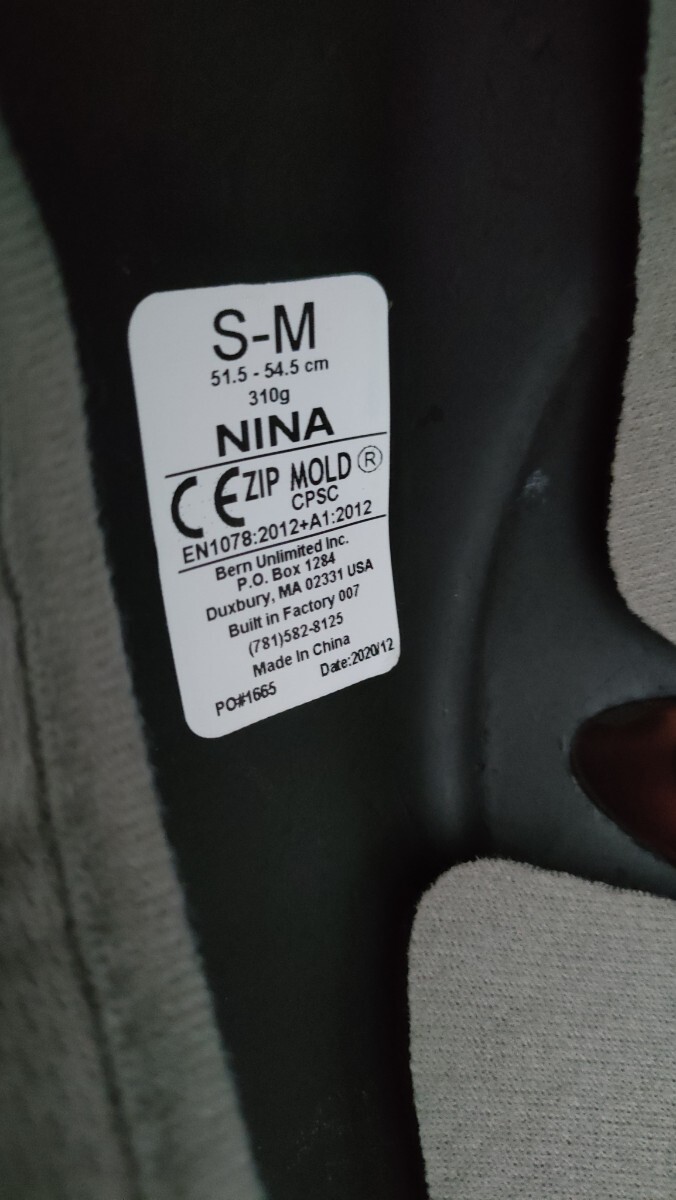 S-M
51.5 - 54.5 cm
310g
NINA
CE ZIP MOLD®
CPSC
EN1078:2012+A1:2012
Bern Unlimited Inc.
P.O. Box 1284
Duxbury, MA 02331 USA
Built in Factory 007
(781)582-8125
Made In China
PO#1665 Date:2020/12